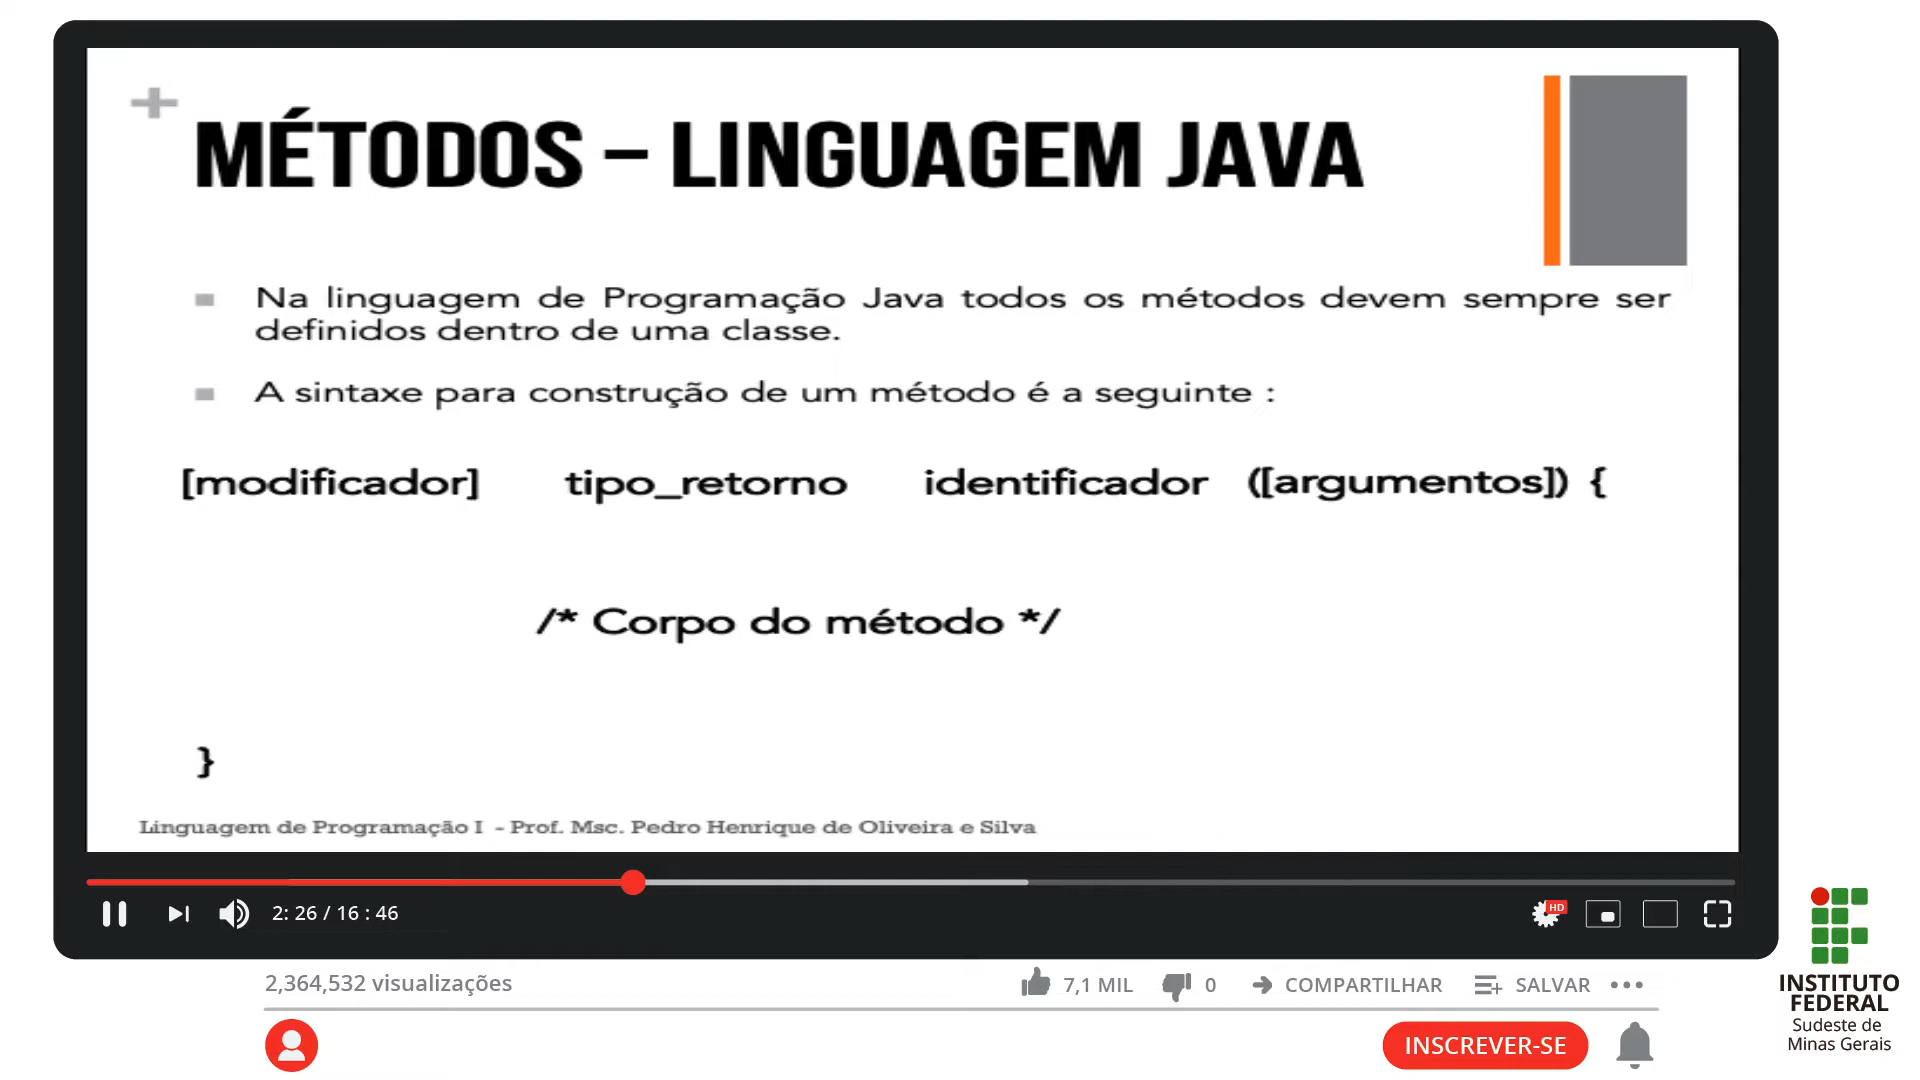 MÉTODOS – LINGUAGEM JAVA
Na linguagem de Programação Java todos os métodos devem sempre ser
definidos dentro de uma classe.
A sintaxe para construção de um método é a seguinte :
[modificador] tipo_retorno identificador ([argumentos]) {
/* Corpo do método */
}
Linguagem de Programação I - Prof. Msc. Pedro Henrique de Oliveira e Silva
2: 26 / 16 : 46
HD
2,364,532 visualizações
7,1 MIL
0
COMPARTILHAR
SALVAR
INSCREVER-SE
INSTITUTO
FEDERAL
Sudeste de
Minas Gerais